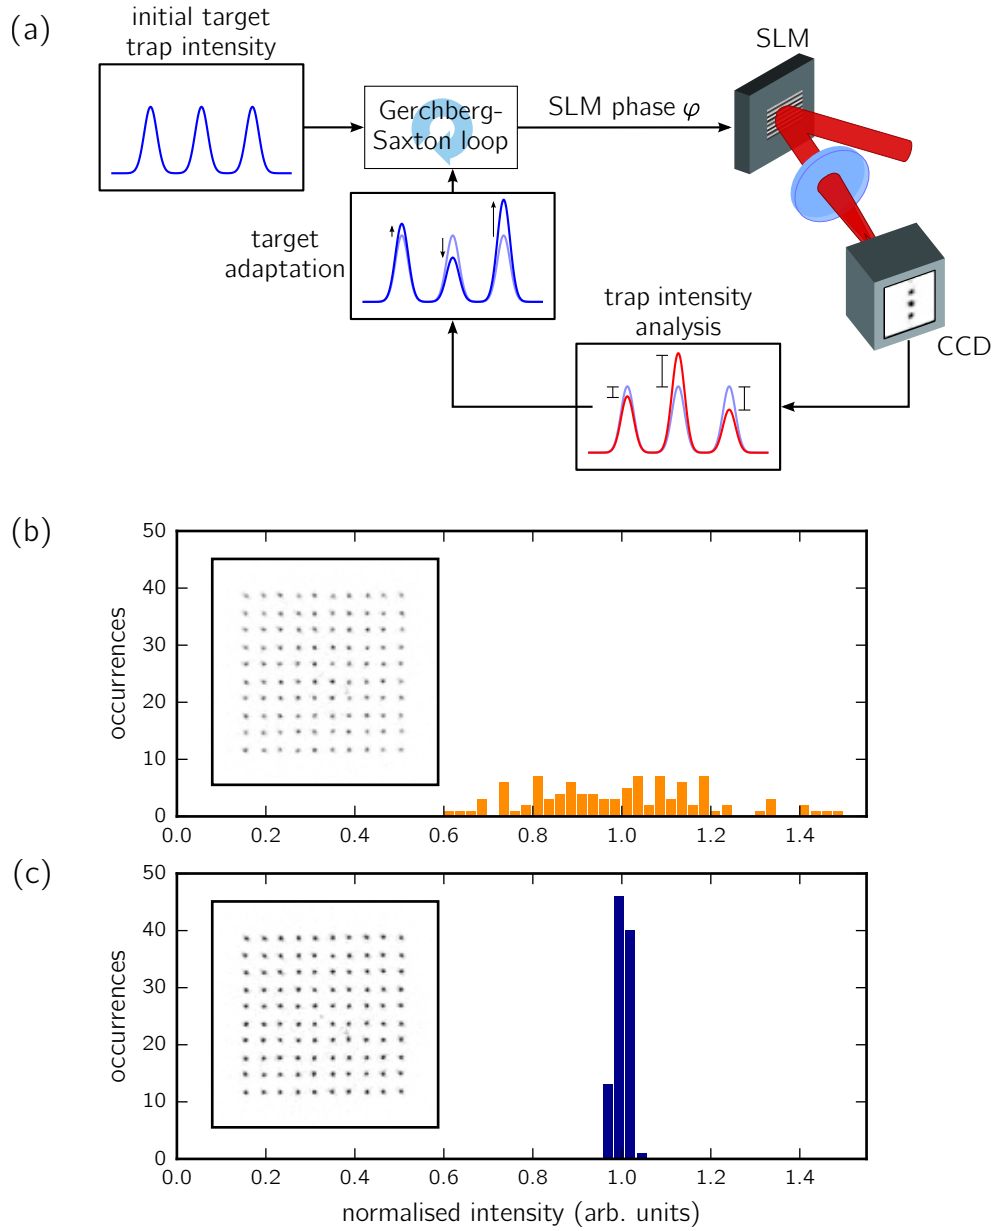 (a)
initial target
trap intensity
Gerchberg-
Saxton loop
SLM phase φ
SLM
target
adaptation
trap intensity
analysis
CCD
(b)
50
40
30
20
10
0
occurrences
0.0 0.2 0.4 0.6 0.8 1.0 1.2 1.4
(c)
50
40
30
20
10
0
occurrences
0.0 0.2 0.4 0.6 0.8 1.0 1.2 1.4
normalised intensity (arb. units)